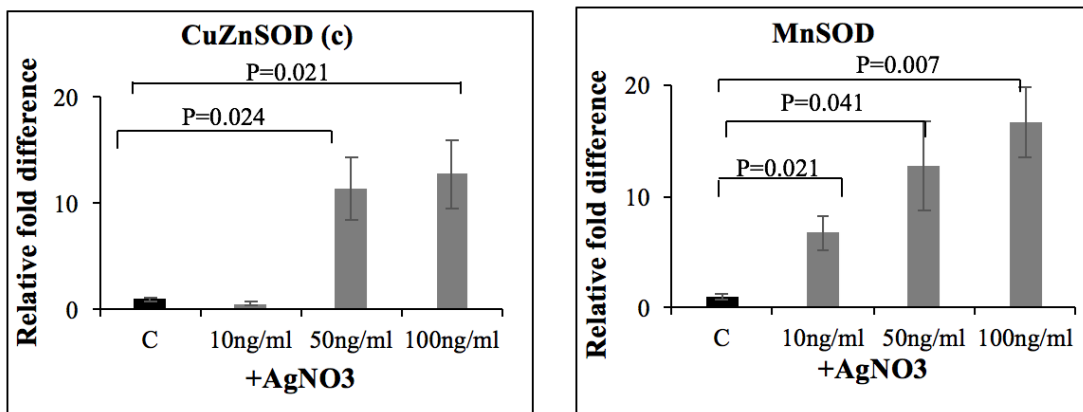 CuZnSOD (c)
P=0.021
P=0.024
Relative fold difference
20
10
0
C 10ng/ml 50ng/ml 100ng/ml
+AgNO3
MnSOD
P=0.007
P=0.041
P=0.021
Relative fold difference
20
10
0
C 10ng/ml 50ng/ml 100ng/ml
+AgNO3